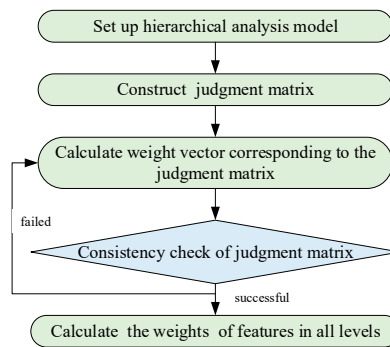 Set up hierarchical analysis model
Construct judgment matrix
Calculate weight vector corresponding to the
judgment matrix
failed
Consistency check of judgment matrix
successful
Calculate the weights of features in all levels